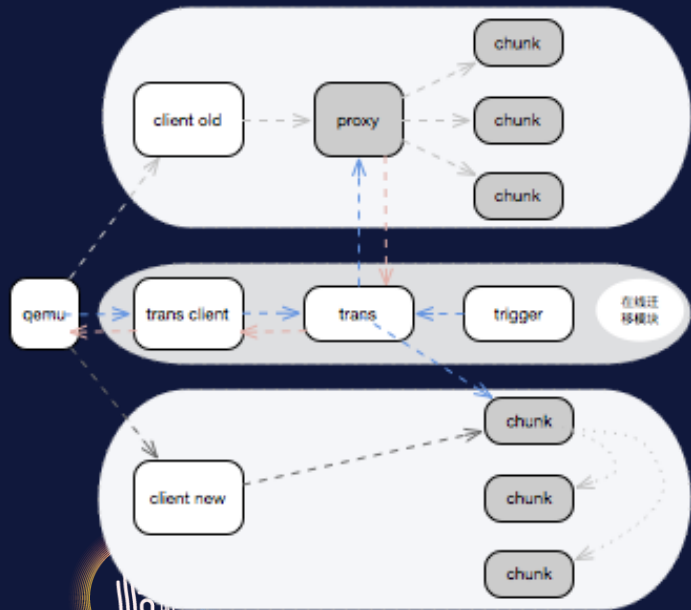 chunk
client old
proxy
chunk
chunk
qemu
trans client
trans
trigger
在线迁
移模块
chunk
client new
chunk
chunk